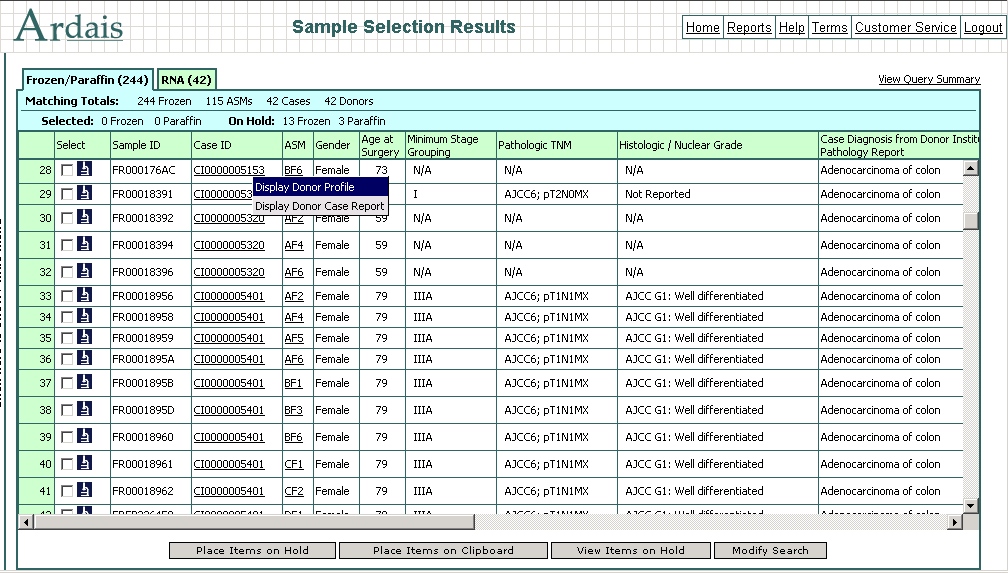 Ardais
Sample Selection Results
Home Reports Help Terms Customer Service Logout
Frozen/Paraffin (244) RNA (42)
View Query Summary
Matching Totals: 244 Frozen 115 ASMs 42 Cases 42 Donors
Selected: 0 Frozen 0 Paraffin On Hold: 13 Frozen 3 Paraffin
Select Sample ID Case ID ASM Gender Age at Surgery Minimum Stage Grouping Pathologic TNM Histologic / Nuclear Grade Case Diagnosis from Donor Instit Pathology Report
28 FR000176AC CI0000005153 BF6 Female 73 N/A N/A N/A Adenocarcinoma of colon
Display Donor Profile
29 FR00018391 I AJCC6; pT2N0MX Not Reported Adenocarcinoma of colon
Display Donor Case Report
30 FR00018392 CI0000005320 AF2 Female 59 N/A N/A N/A Adenocarcinoma of colon
31 FR00018394 CI0000005320 AF4 Female 59 N/A N/A N/A Adenocarcinoma of colon
32 FR00018396 CI0000005320 AF6 Female 59 N/A N/A N/A Adenocarcinoma of colon
33 FR00018956 CI0000005401 AF2 Female 79 IIIA AJCC6; pT1N1MX AJCC G1: Well differentiated Adenocarcinoma of colon
34 FR00018958 CI0000005401 AF4 Female 79 IIIA AJCC6; pT1N1MX AJCC G1: Well differentiated Adenocarcinoma of colon
35 FR00018959 CI0000005401 AF5 Female 79 IIIA AJCC6; pT1N1MX AJCC G1: Well differentiated Adenocarcinoma of colon
36 FR0001895A CI0000005401 AF6 Female 79 IIIA AJCC6; pT1N1MX AJCC G1: Well differentiated Adenocarcinoma of colon
37 FR0001895B CI0000005401 BF1 Female 79 IIIA AJCC6; pT1N1MX AJCC G1: Well differentiated Adenocarcinoma of colon
38 FR0001895D CI0000005401 BF3 Female 79 IIIA AJCC6; pT1N1MX AJCC G1: Well differentiated Adenocarcinoma of colon
39 FR00018960 CI0000005401 BF6 Female 79 IIIA AJCC6; pT1N1MX AJCC G1: Well differentiated Adenocarcinoma of colon
40 FR00018961 CI0000005401 CF1 Female 79 IIIA AJCC6; pT1N1MX AJCC G1: Well differentiated Adenocarcinoma of colon
41 FR00018962 CI0000005401 CF2 Female 79 IIIA AJCC6; pT1N1MX AJCC G1: Well differentiated Adenocarcinoma of colon
Place Items on Hold Place Items on Clipboard View Items on Hold Modify Search